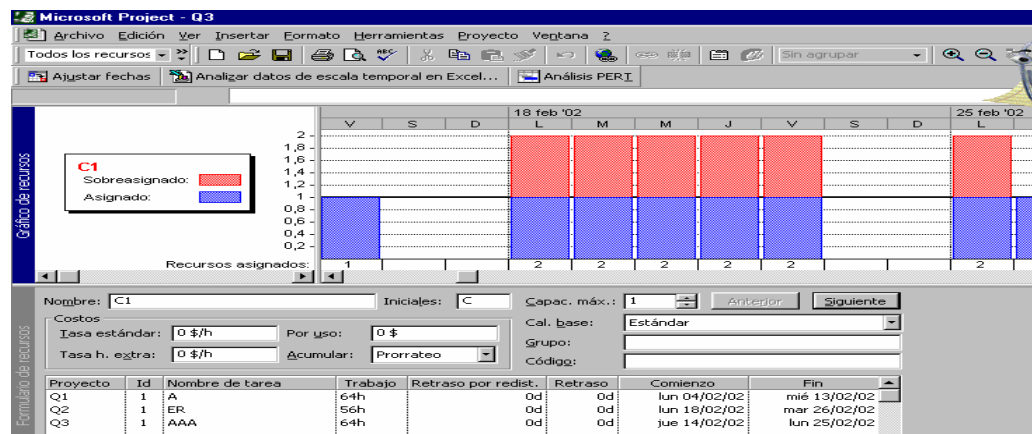 Microsoft Project - Q3
Archivo Edición Ver Insertar Formato Herramientas Proyecto Ventana ?
Todos los recursos Sin agrupar
Ajustar fechas Analizar datos de escala temporal en Excel... Análisis PERT
18 feb '02 25 feb '02
V S D L M M J V S D L
Gráfico de recursos
C1
Sobreasignado:
Asignado:
2
1,8
1,6
1,4
1,2
1
0,8
0,6
0,4
0,2
Recursos asignados: 1 2 2 2 2 2 2
Formulario de recursos
Nombre: C1 Iniciales: C Capac. máx.: 1 Anterior Siguiente
Costos
Tasa estándar: 0 $/h Por uso: 0 $ Cal. base: Estándar
Grupo:
Tasa h. extra: 0 $/h Acumular: Prorrateo
Código:
Proyecto Id Nombre de tarea Trabajo Retraso por redist. Retraso Comienzo Fin
Q1 1 A 64h 0d 0d lun 04/02/02 mié 13/02/02
Q2 1 ER 56h 0d 0d lun 18/02/02 mar 26/02/02
Q3 1 AAA 64h 0d 0d jue 14/02/02 lun 25/02/02